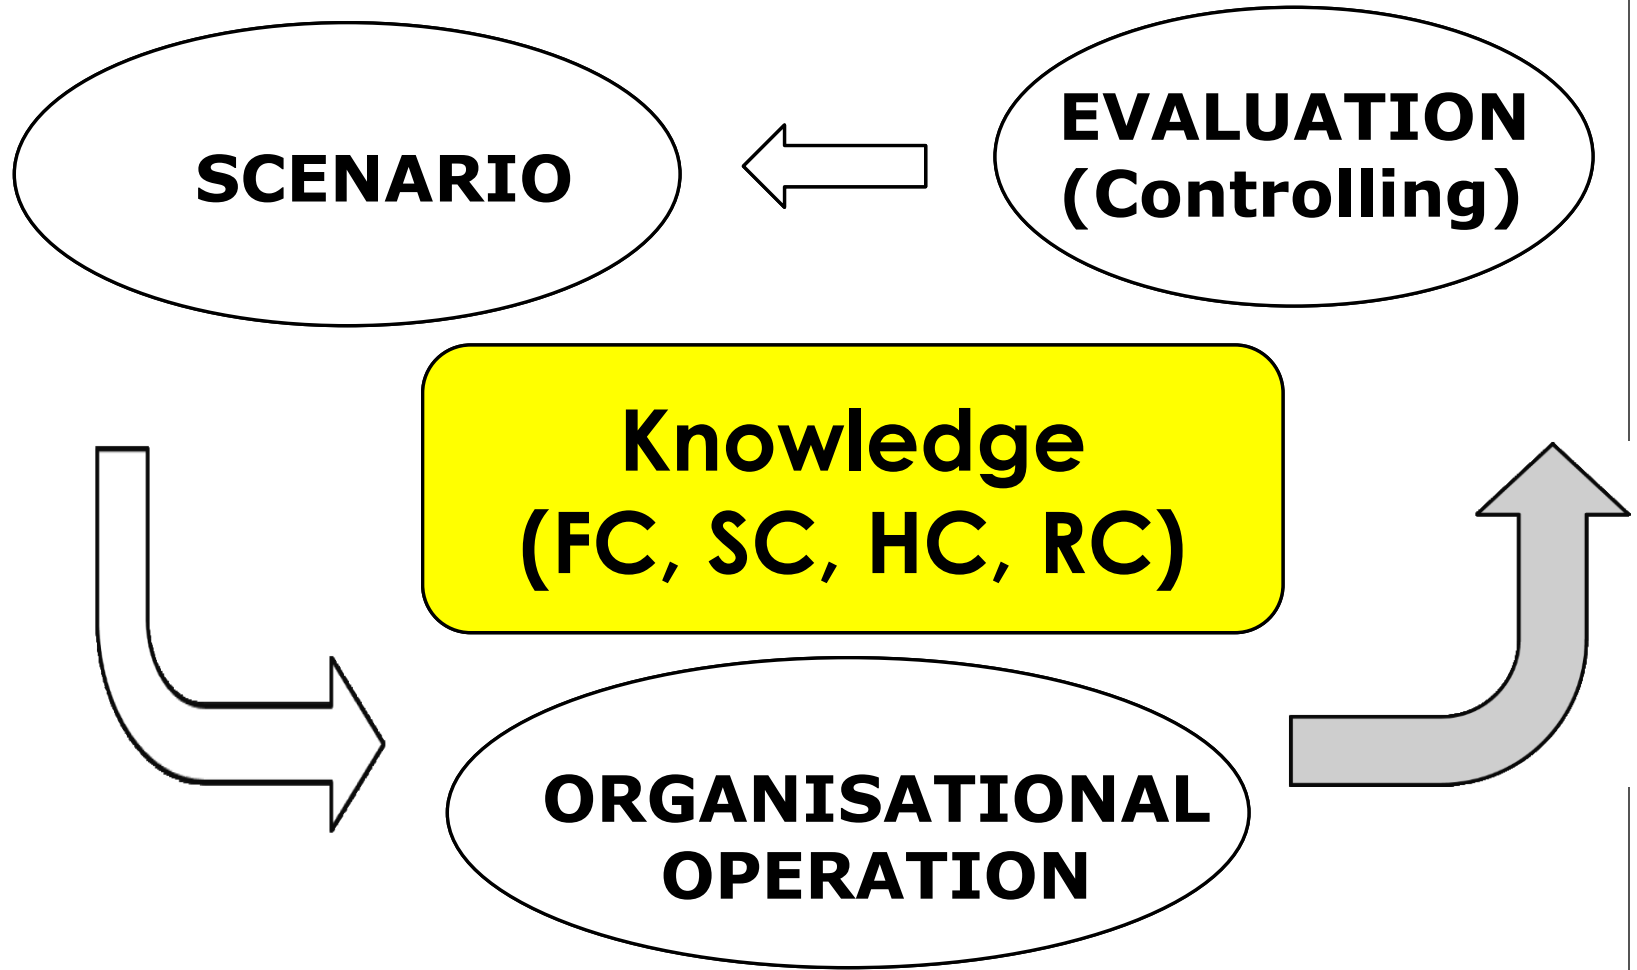 SCENARIO
EVALUATION
(Controlling)
Knowledge
(FC, SC, HC, RC)
ORGANISATIONAL
OPERATION